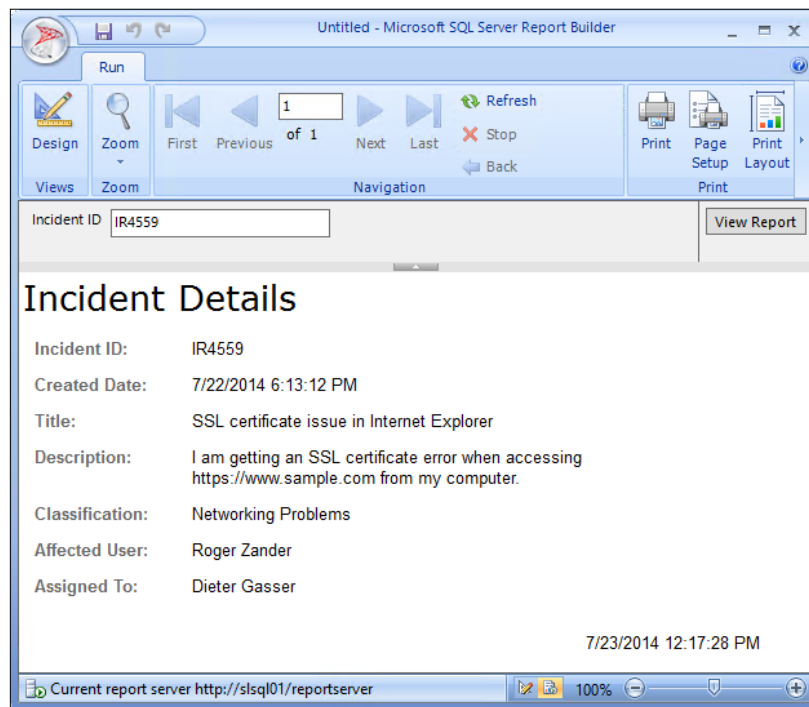 Untitled - Microsoft SQL Server Report Builder
Run
Design
Zoom
First
Previous
1
of 1
Next
Last
Refresh
Stop
Back
Print
Page Setup
Print Layout
Views
Zoom
Navigation
Print
Incident ID
IR4559
View Report
Incident Details
Incident ID: IR4559
Created Date: 7/22/2014 6:13:12 PM
Title: SSL certificate issue in Internet Explorer
Description: I am getting an SSL certificate error when accessing
https://www.sample.com from my computer.
Classification: Networking Problems
Affected User: Roger Zander
Assigned To: Dieter Gasser
7/23/2014 12:17:28 PM
Current report server http://slsql01/reportserver
100%